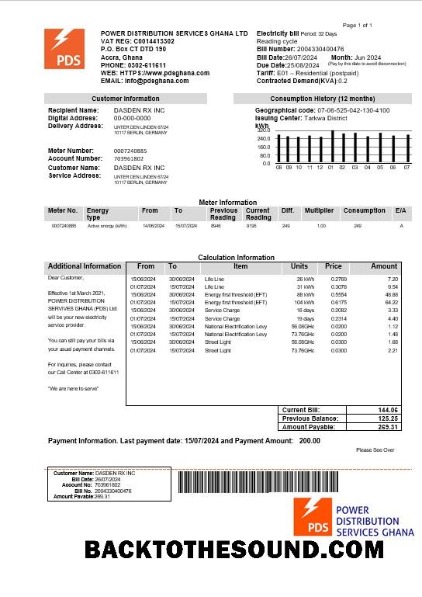 Page 1 of 1
PDS
POWER DISTRIBUTION SERVICES GHANA LTD
VAT REG: C0014413302
P.O. Box CT DTD 190
Accra, Ghana
PHONE: 0302-611611
WEB: HTTPS://www.pdsgheha.com
EMAIL: info@pdsgheha.com
Electricity bill Period: 32 Days
Reading cycle
Bill Number: 2004330400476
Bill Date:26/07/2024 Month: Jun 2024
Due Date:25/08/2024 (Pay by this date to avoid disconnection)
Tariff: E01 – Residential (postpaid)
Contracted Demand(KVA):0.2
Customer Information
Recipient Name: DASDEN RX INC
Digital Address: 00-000-0000
Delivery Address: UNTER DEN LINDEN 67/24
10117 BERLIN, GERMANY
Meter Number: 0007240885
Account Number: 703961802
Customer Name: DASDEN RX INC
Service Address: UNTER DEN LINDEN 67/24
10117 BERLIN, GERMANY
Consumption History (12 months)
Geographical code: 07-06-525-042-130-4100
Issuing Center: Tarkwa District
kWh
320.0
240.0
160.0
80.0
0.0
08 09 10 11 12 01 02 03 04 05 06 07
Meter Information
Meter No. Energy type From To Previous Reading Current Reading Diff. Multiplier Consumption E/A
0007240885 Active energy (kWh) 14/06/2024 15/07/2024 249 1.00 249 A
Calculation Information
Additional Information From To Item Units Price Amount
Dear Customer,
Effective 1st March 2021,
POWER DISTRIBUTION
SERVICES GHANA (PDS) Ltd
will be your new electricity
service provider.
You can still pay your bills via
your usual payment channels.
For inquiries, please contact
our Call Center at 0302-611611
"We are here to serve"
15/06/2024 30/06/2024 Life Line 26 kWh 0.2769 7.20
01/07/2024 15/07/2024 Life Line 31 kWh 0.3078 9.54
15/06/2024 30/06/2024 Energy first threshold (EFT) 88 kWh 0.5554 48.88
01/07/2024 15/07/2024 Energy first threshold (EFT) 104 kWh 0.6175 64.22
15/06/2024 30/06/2024 Service Charge 16 days 0.2082 3.33
01/07/2024 15/07/2024 Service Charge 19 days 0.2314 4.40
15/06/2024 30/06/2024 National Electrification Levy 56.08GHs 0.0200 1.12
01/07/2024 15/07/2024 National Electrification Levy 73.76GHs 0.0200 1.48
15/06/2024 30/06/2024 Street Light 56.08GHs 0.0300 1.68
01/07/2024 15/07/2024 Street Light 73.76GHs 0.0300 2.21
Current Bill: 144.06
Previous Balance: 125.25
Amount Payable: 269.31
Payment Information. Last payment date: 15/07/2024 and Payment Amount: 200.00
Please See Over
Customer Name: DASDEN RX INC
Bill Date: 26/07/2024
Account No: 703961802
Bill No. 2004330400476
Amount Payable:269.31
PDS
POWER
DISTRIBUTION
SERVICES GHANA
BACKTOTHESOUND.COM